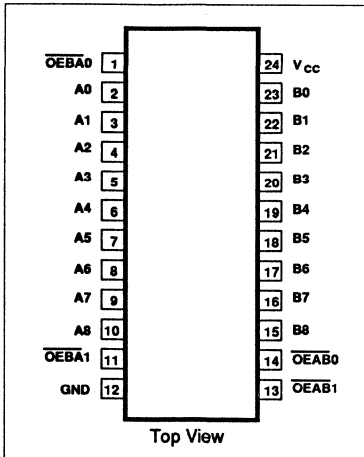 OEBA0 1 24 VCC
A0 2 23 B0
A1 3 22 B1
A2 4 21 B2
A3 5 20 B3
A4 6 19 B4
A5 7 18 B5
A6 8 17 B6
A7 9 16 B7
A8 10 15 B8
OEBA1 11 14 OEAB0
GND 12 13 OEAB1
Top View